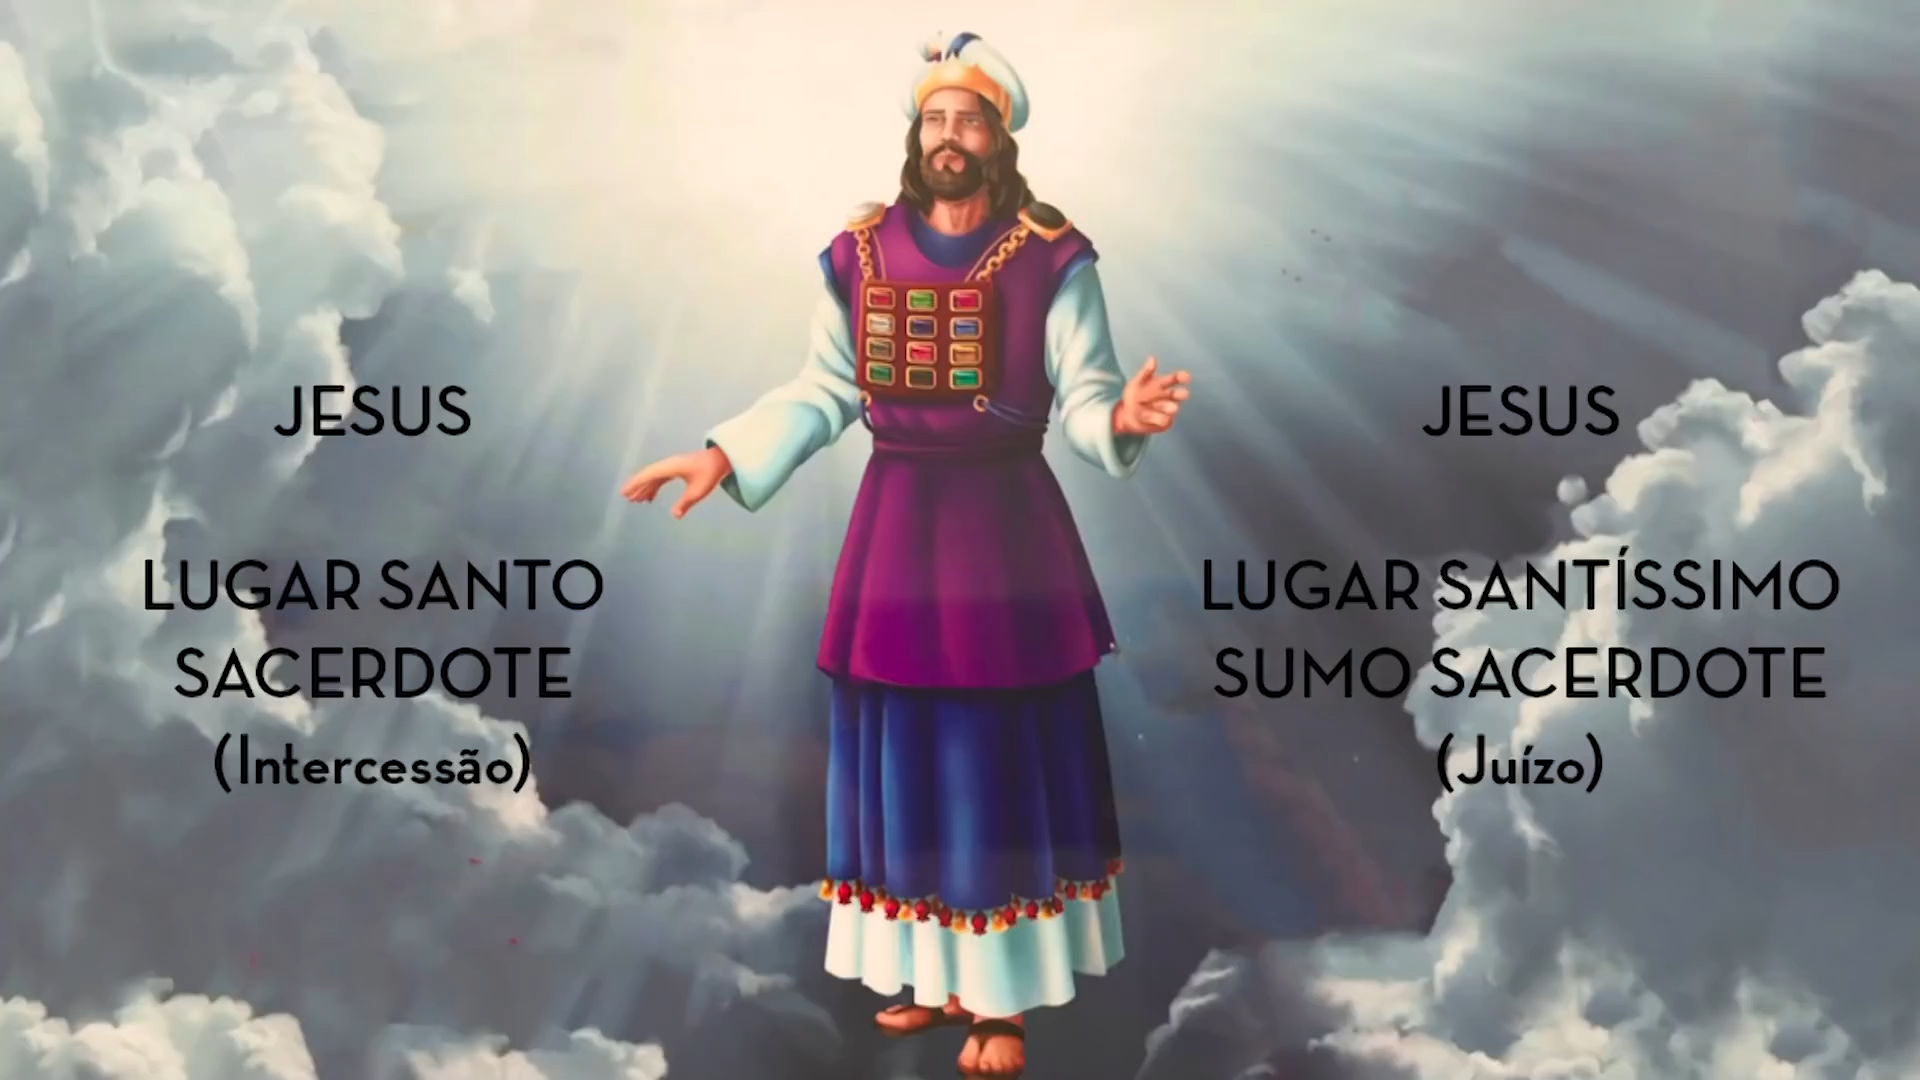 JESUS
LUGAR SANTO
SACERDOTE
(Intercessão)
JESUS
LUGAR SANTÍSSIMO
SUMO SACERDOTE
(Juízo)